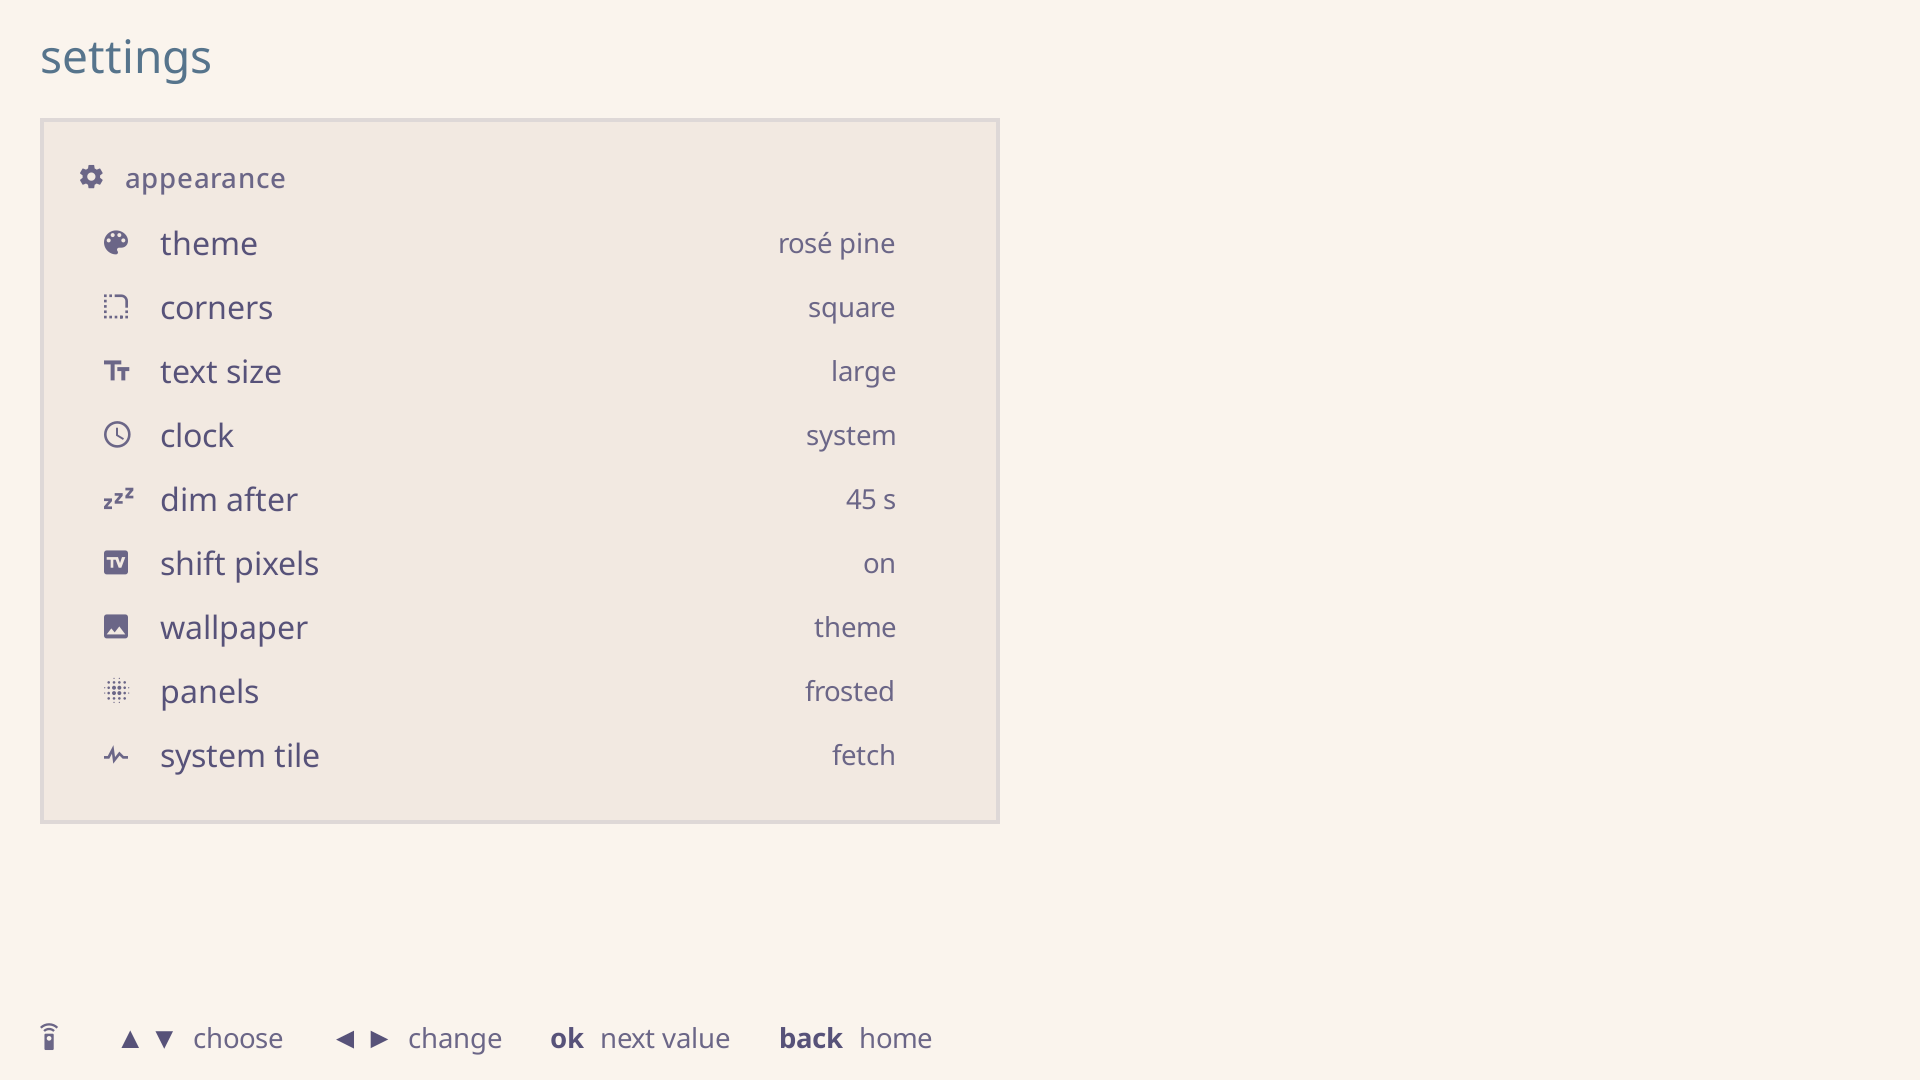 settings
appearance
theme rosé pine
corners square
text size large
clock system
dim after 45 s
shift pixels on
wallpaper theme
panels frosted
system tile fetch
▲ ▼ choose ◀ ▶ change ok next value back home